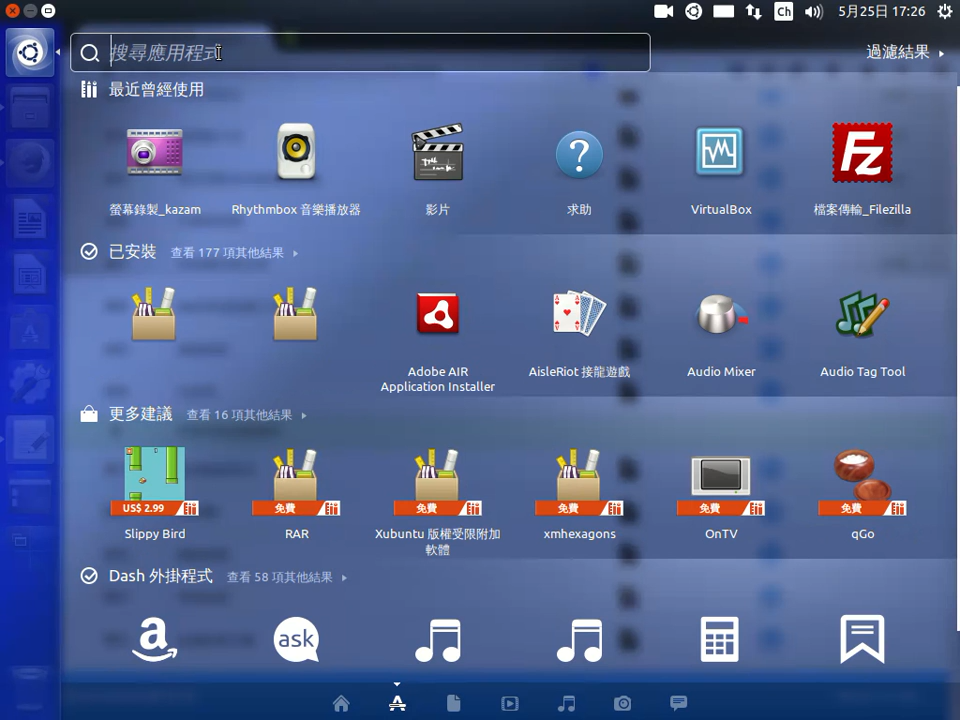 Ch 5月25日 17:26
搜尋應用程式
過濾結果
最近曾經使用
螢幕錄製_kazam
Rhythmbox 音樂播放器
影片
求助
VirtualBox
檔案傳輸_Filezilla
已安裝 查看 177 項其他結果
Adobe AIR
Application Installer
AisleRiot 接龍遊戲
Audio Mixer
Audio Tag Tool
更多建議 查看 16 項其他結果
US$ 2.99
免費
免費
免費
免費
免費
Slippy Bird
RAR
Xubuntu 版權受限附加
軟體
xmhexagons
OnTV
qGo
Dash 外掛程式 查看 58 項其他結果
a
ask